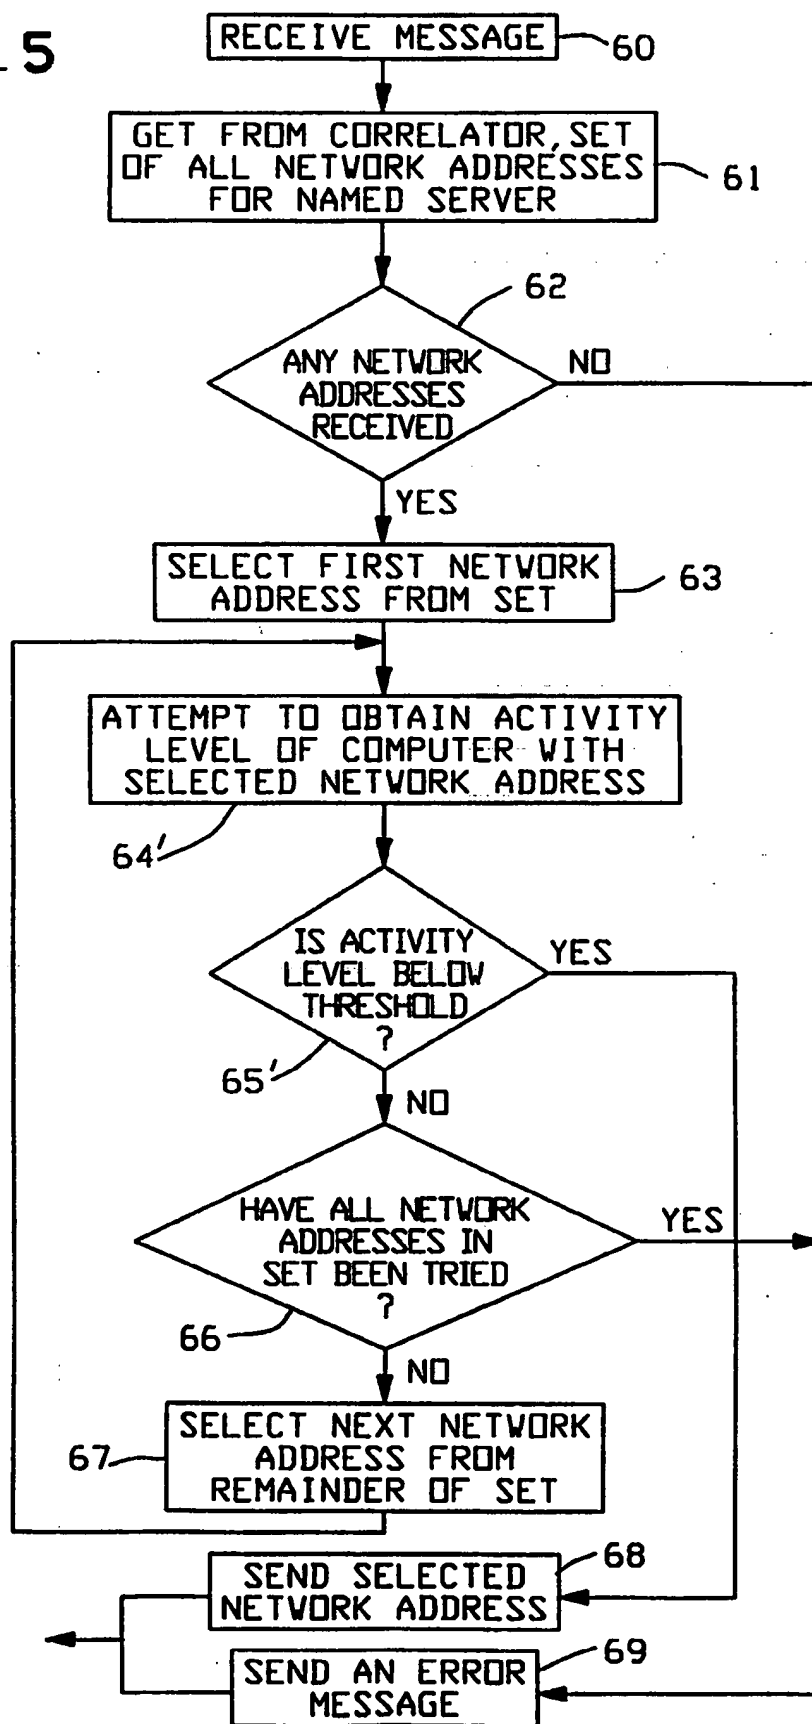 5
RECEIVE MESSAGE
60
GET FROM CORRELATOR, SET
OF ALL NETWORK ADDRESSES
FOR NAMED SERVER
61
62
ANY NETWORK
ADDRESSES
RECEIVED
NO
YES
SELECT FIRST NETWORK
ADDRESS FROM SET
63
ATTEMPT TO OBTAIN ACTIVITY
LEVEL OF COMPUTER WITH
SELECTED NETWORK ADDRESS
64'
IS ACTIVITY
LEVEL BELOW
THRESHOLD
?
YES
65'
NO
HAVE ALL NETWORK
ADDRESSES IN
SET BEEN TRIED
?
YES
66
NO
SELECT NEXT NETWORK
ADDRESS FROM
REMAINDER OF SET
67
68
SEND SELECTED
NETWORK ADDRESS
69
SEND AN ERROR
MESSAGE